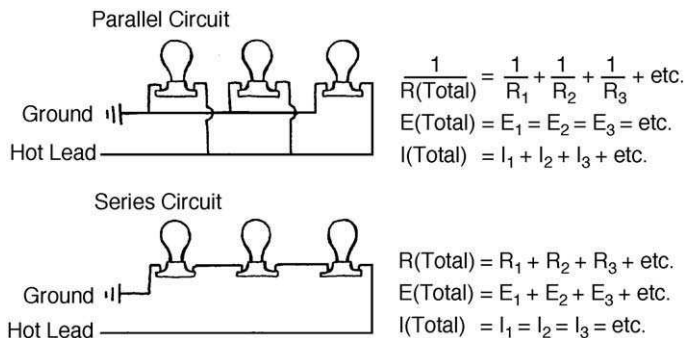 Parallel Circuit
Ground
Hot Lead
1/R(Total) = 1/R₁ + 1/R₂ + 1/R₃ + etc.
E(Total) = E₁ = E₂ = E₃ = etc.
I(Total) = I₁ + I₂ + I₃ + etc.
Series Circuit
Ground
Hot Lead
R(Total) = R₁ + R₂ + R₃ + etc.
E(Total) = E₁ + E₂ + E₃ + etc.
I(Total) = I₁ = I₂ = I₃ = etc.